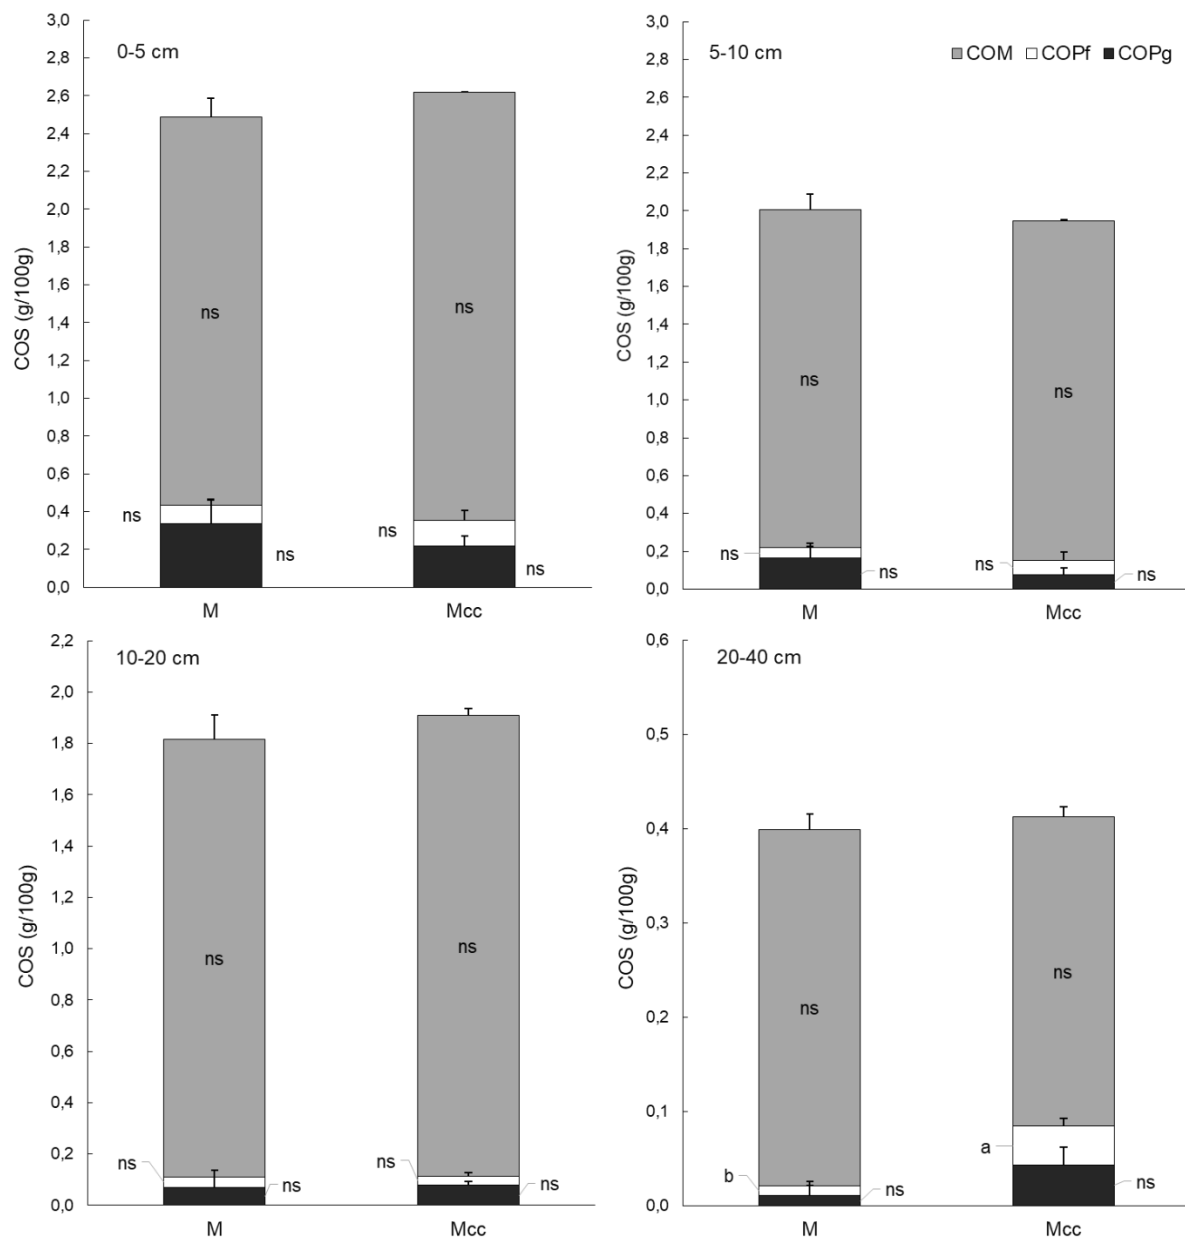 0-5 cm
COS (g/100g)
3,0
2,8
2,6
2,4
2,2
2,0
1,8
1,6
1,4
1,2
1,0
0,8
0,6
0,4
0,2
0,0
ns
ns
ns
ns
ns
ns
M Mcc
5-10 cm
COM COPf COPg
COS (g/100g)
3,0
2,8
2,6
2,4
2,2
2,0
1,8
1,6
1,4
1,2
1,0
0,8
0,6
0,4
0,2
0,0
ns
ns
ns
ns
ns
ns
M Mcc
10-20 cm
COS (g/100g)
2,2
2,0
1,8
1,6
1,4
1,2
1,0
0,8
0,6
0,4
0,2
0,0
ns
ns
ns
ns
ns
ns
M Mcc
20-40 cm
COS (g/100g)
0,6
0,5
0,4
0,3
0,2
0,1
0,0
ns
ns
b
ns
a
ns
M Mcc